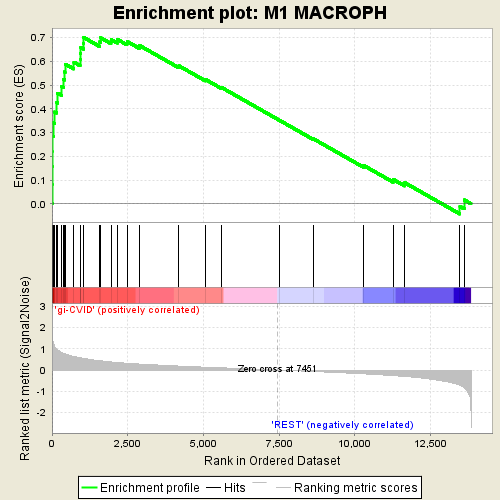 Enrichment plot: M1 MACROPH
Enrichment score (ES)
0.7
0.6
0.5
0.4
0.3
0.2
0.1
0.0
'gi-CVID' (positively correlated)
Ranked list metric (Signal2Noise)
3
2
1
0
-1
-2
Zero cross at 7451
'REST' (negatively correlated)
0 2,500 5,000 7,500 10,000 12,500
Rank in Ordered Dataset
Enrichment profile Hits Ranking metric scores